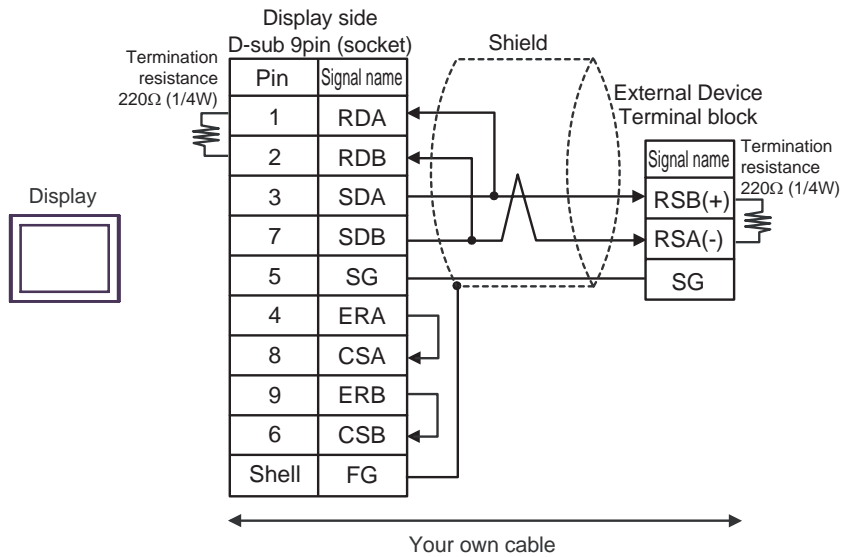 Display side
D-sub 9pin (socket)
Shield
Termination
resistance
220Ω (1/4W)
Pin Signal name
1 RDA
2 RDB
3 SDA
7 SDB
5 SG
4 ERA
8 CSA
9 ERB
6 CSB
Shell FG
Display
External Device
Terminal block
Signal name
RSB(+)
RSA(-)
SG
Termination
resistance
220Ω (1/4W)
Your own cable